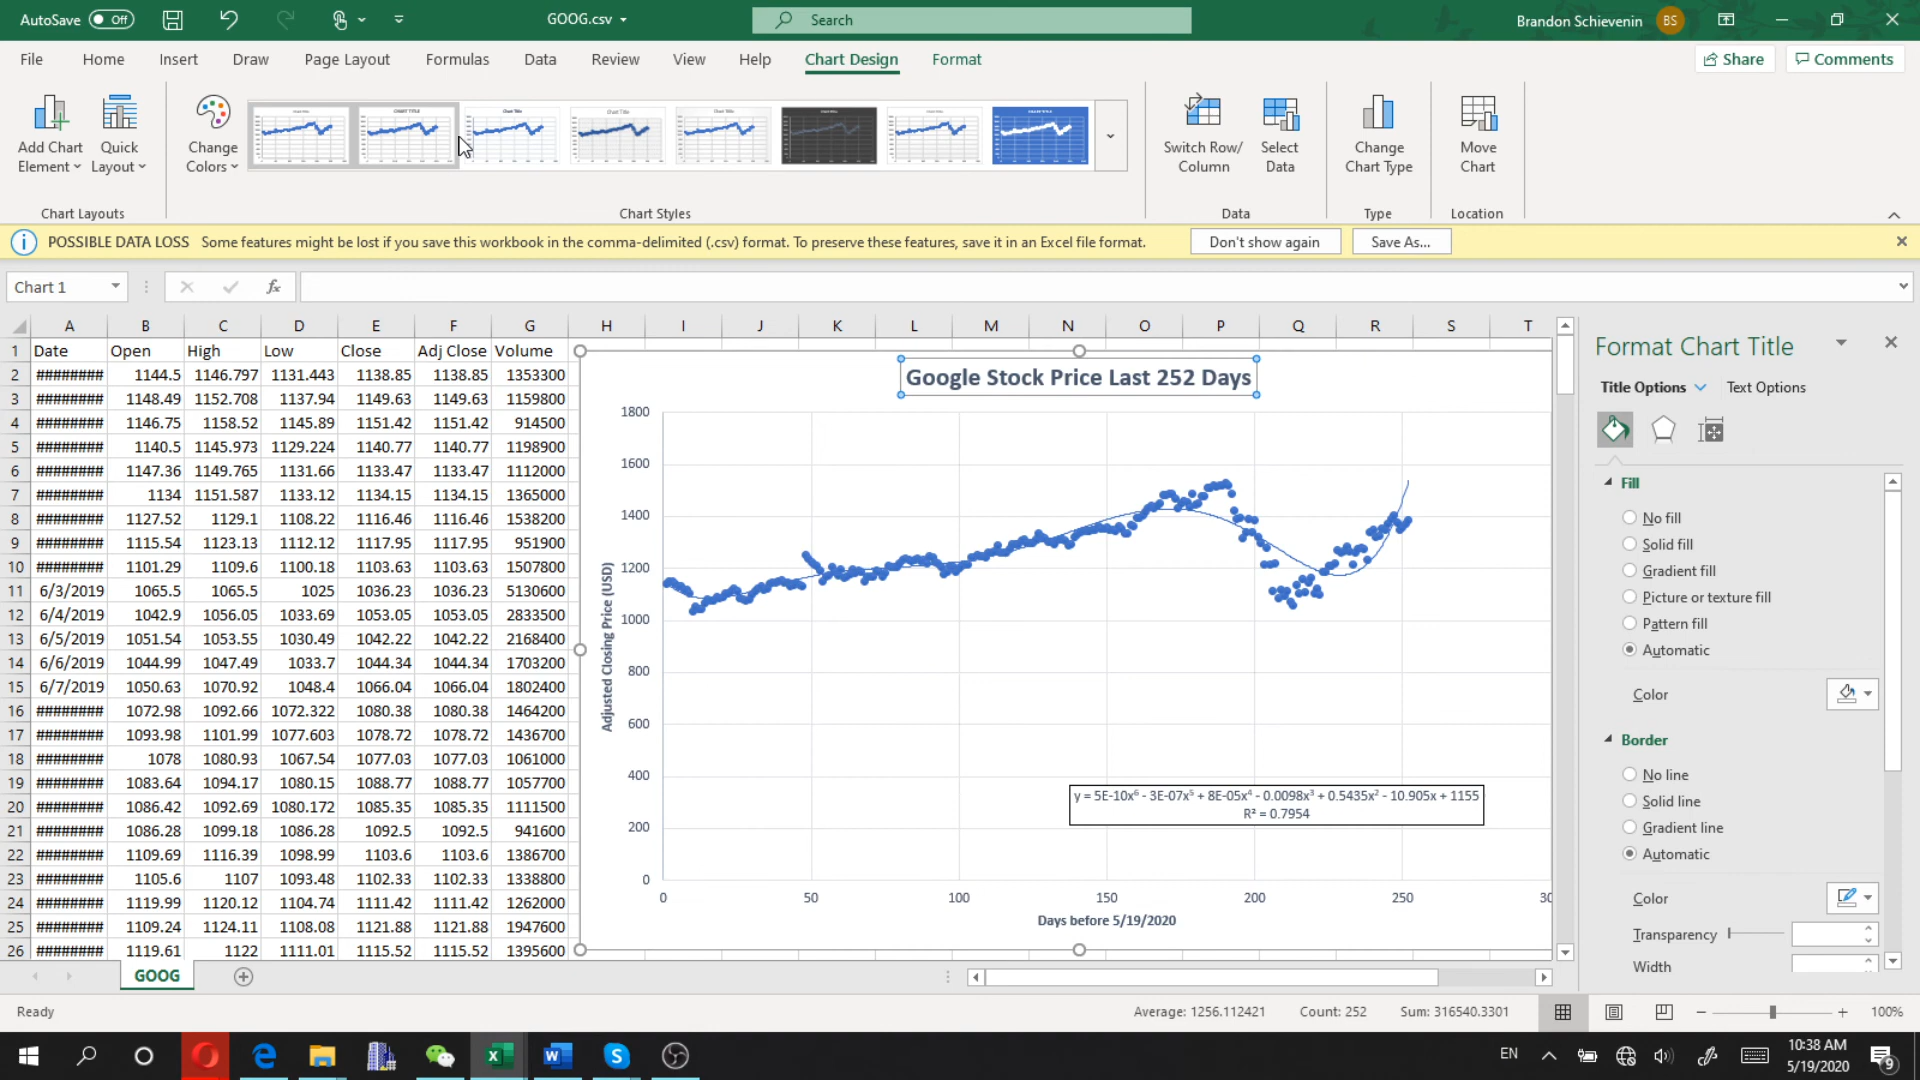 AutoSave Off GOOG.csv Search Brandon Schievenin BS
File Home Insert Draw Page Layout Formulas Data Review View Help Chart Design Format Share Comments
Add Chart Element Quick Layout Change Colors Switch Row/ Column Select Data Change Chart Type Move Chart
Chart Layouts Chart Styles Data Type Location
POSSIBLE DATA LOSS Some features might be lost if you save this workbook in the comma-delimited (.csv) format. To preserve these features, save it in an Excel file format. Don't show again Save As...
Chart 1 fx
A B C D E F G H I J K L M N O P Q R S T
1 Date Open High Low Close Adj Close Volume
2 ######## 1144.5 1146.797 1131.443 1138.85 1138.85 1353300
3 ######## 1148.49 1152.708 1137.94 1149.63 1149.63 1159800
4 ######## 1146.75 1158.52 1145.89 1151.42 1151.42 914500
5 ######## 1140.5 1145.973 1129.224 1140.77 1140.77 1198900
6 ######## 1147.36 1149.765 1131.66 1133.47 1133.47 1112000
7 ######## 1134 1151.587 1133.12 1134.15 1134.15 1365000
8 ######## 1127.52 1129.1 1108.22 1116.46 1116.46 1538200
9 ######## 1115.54 1123.13 1112.12 1117.95 1117.95 951900
10 ######## 1101.29 1109.6 1100.18 1103.63 1103.63 1507800
11 6/3/2019 1065.5 1065.5 1025 1036.23 1036.23 5130600
12 6/4/2019 1042.9 1056.05 1033.69 1053.05 1053.05 2833500
13 6/5/2019 1051.54 1053.55 1030.49 1042.22 1042.22 2168400
14 6/6/2019 1044.99 1047.49 1033.7 1044.34 1044.34 1703200
15 6/7/2019 1050.63 1070.92 1048.4 1066.04 1066.04 1802400
16 ######## 1072.98 1092.66 1072.322 1080.38 1080.38 1464200
17 ######## 1093.98 1101.99 1077.603 1078.72 1078.72 1436700
18 ######## 1078 1080.93 1067.54 1077.03 1077.03 1061000
19 ######## 1083.64 1094.17 1080.15 1088.77 1088.77 1057700
20 ######## 1086.42 1092.69 1080.172 1085.35 1085.35 1111500
21 ######## 1086.28 1099.18 1086.28 1092.5 1092.5 941600
22 ######## 1109.69 1116.39 1098.99 1103.6 1103.6 1386700
23 ######## 1105.6 1107 1093.48 1102.33 1102.33 1338800
24 ######## 1119.99 1120.12 1104.74 1111.42 1111.42 1262000
25 ######## 1109.24 1124.11 1108.08 1121.88 1121.88 1947600
26 ######## 1119.61 1122 1111.01 1115.52 1115.52 1395600
Google Stock Price Last 252 Days
1800
1600
1400
1200
1000
800
600
400
200
0
Adjusted Closing Price (USD)
y = 5E-10x⁶ - 3E-07x⁵ + 8E-05x⁴ - 0.0098x³ + 0.5435x² - 10.905x + 1155
R² = 0.7954
0 50 100 150 200 250 30
Days before 5/19/2020
Format Chart Title
Title Options Text Options
Fill
No fill
Solid fill
Gradient fill
Picture or texture fill
Pattern fill
Automatic
Color
Border
No line
Solid line
Gradient line
Automatic
Color
Transparency
Width
GOOG
Ready Average: 1256.112421 Count: 252 Sum: 316540.3301 100%
EN 10:38 AM
5/19/2020 9